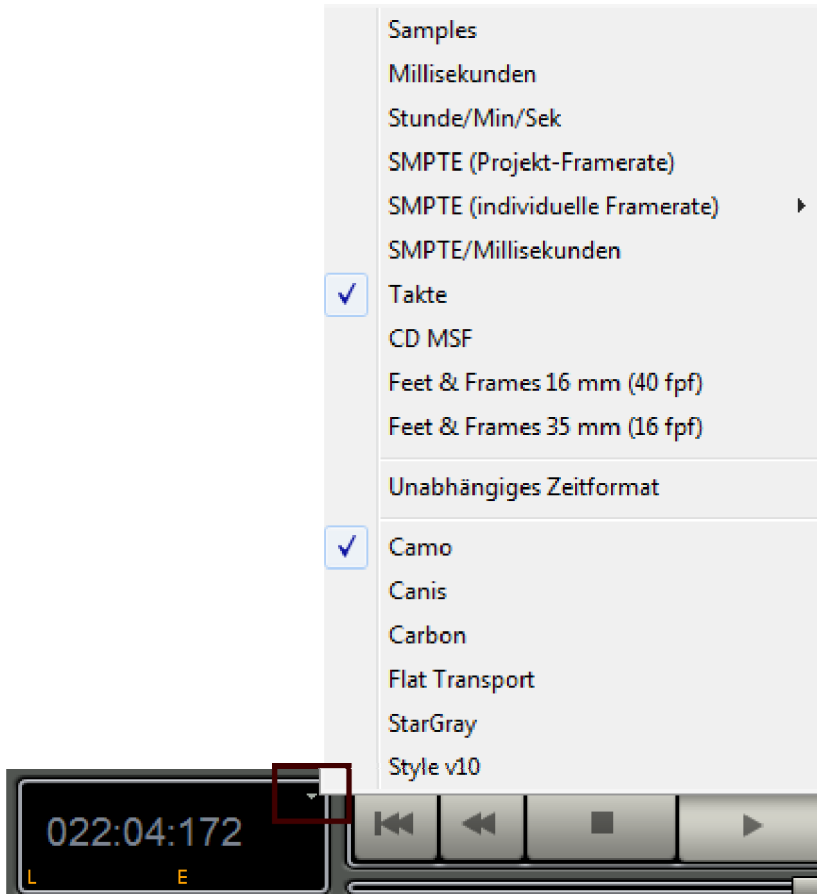 Samples
Millisekunden
Stunde/Min/Sek
SMPTE (Projekt-Framerate)
SMPTE (individuelle Framerate)
SMPTE/Millisekunden
Takte
CD MSF
Feet & Frames 16 mm (40 fpf)
Feet & Frames 35 mm (16 fpf)
Unabhängiges Zeitformat
Camo
Canis
Carbon
Flat Transport
StarGray
Style v10
022:04:172
L E